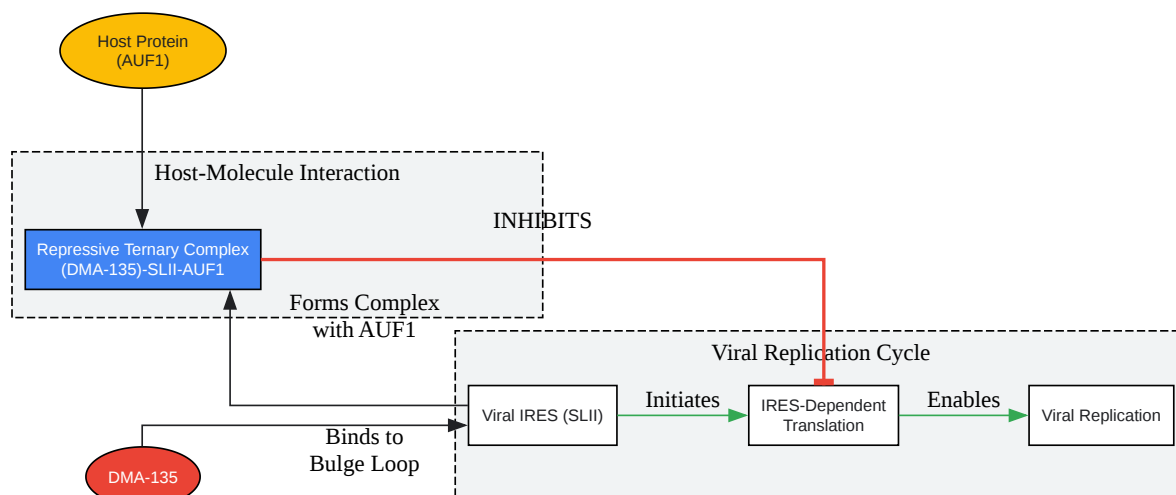 Host Protein
(AUF1)
Host-Molecule Interaction
INHIBITS
Repressive Ternary Complex
(DMA-135)-SLII-AUF1
Forms Complex
with AUF1
Viral Replication Cycle
Viral IRES (SLII)
Initiates
IRES-Dependent
Translation
Enables
Viral Replication
Binds to
Bulge Loop
DMA-135